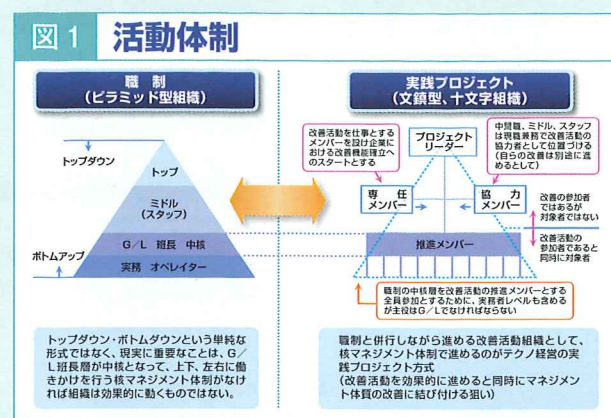 図1 活動体制
職 制
(ピラミッド型組織)
トップダウン
トップ
ミドル
(スタッフ)
G/L 班長 中核
ボトムアップ
実務 オペレイター
トップダウン・ボトムダウンという単純な
形式ではなく、現実に重要なことは、G/
L班長層が中核となって、上下、左右に働
きかけを行う核マネジメント体制がなけ
れば組織は効果的に動くものではない。
実践プロジェクト
(文鎮型、十文字組織)
改善活動を仕事とする
メンバーを設け企業に
おける改善機能確立へ
のスタートとする
プロジェクト
リーダー
中間職、ミドル、スタッフ
は現職兼務で改善活動の
協力者として位置づける
(自らの改善は別途に進
めるとして)
専 任
メンバー
協 力
メンバー
改善の参加者
ではあるが
対象者ではない
改善活動の
参加者であると
同時に対象者
推進メンバー
職制の中核層を改善活動の推進メンバーとする
全員参加とするために、実務者レベルも含める
が主役はG/Lでなければならない
職制と併行しながら進める改善活動組織として、
核マネジメント体制で進めるのがテクノ経営の実
践プロジェクト方式
(改善活動を効果的に進めると同時にマネジメン
ト体質の改善に結び付ける狙い)